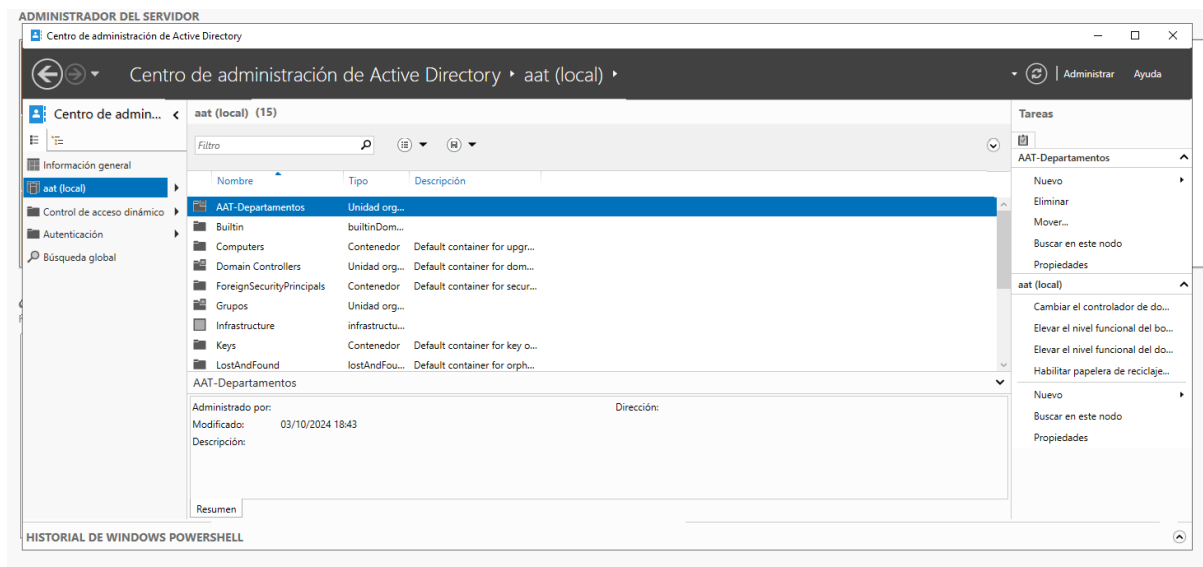 ADMINISTRADOR DEL SERVIDOR
Centro de administración de Active Directory
Centro de administración de Active Directory ‣ aat (local) ‣
Administrar Ayuda
Centro de admin...
Información general
aat (local)
Control de acceso dinámico
Autenticación
Búsqueda global
aat (local) (15)
Filtro
Nombre Tipo Descripción
AAT-Departamentos Unidad org...
Builtin builtinDom...
Computers Contenedor Default container for upgr...
Domain Controllers Unidad org... Default container for dom...
ForeignSecurityPrincipals Contenedor Default container for secur...
Grupos Unidad org...
Infrastructure infrastructu...
Keys Contenedor Default container for key o...
LostAndFound lostAndFou... Default container for orph...
AAT-Departamentos
Administrado por: Dirección:
Modificado: 03/10/2024 18:43
Descripción:
Resumen
Tareas
AAT-Departamentos
Nuevo
Eliminar
Mover...
Buscar en este nodo
Propiedades
aat (local)
Cambiar el controlador de do...
Elevar el nivel funcional del bo...
Elevar el nivel funcional del do...
Habilitar papelera de reciclaje...
Nuevo
Buscar en este nodo
Propiedades
HISTORIAL DE WINDOWS POWERSHELL